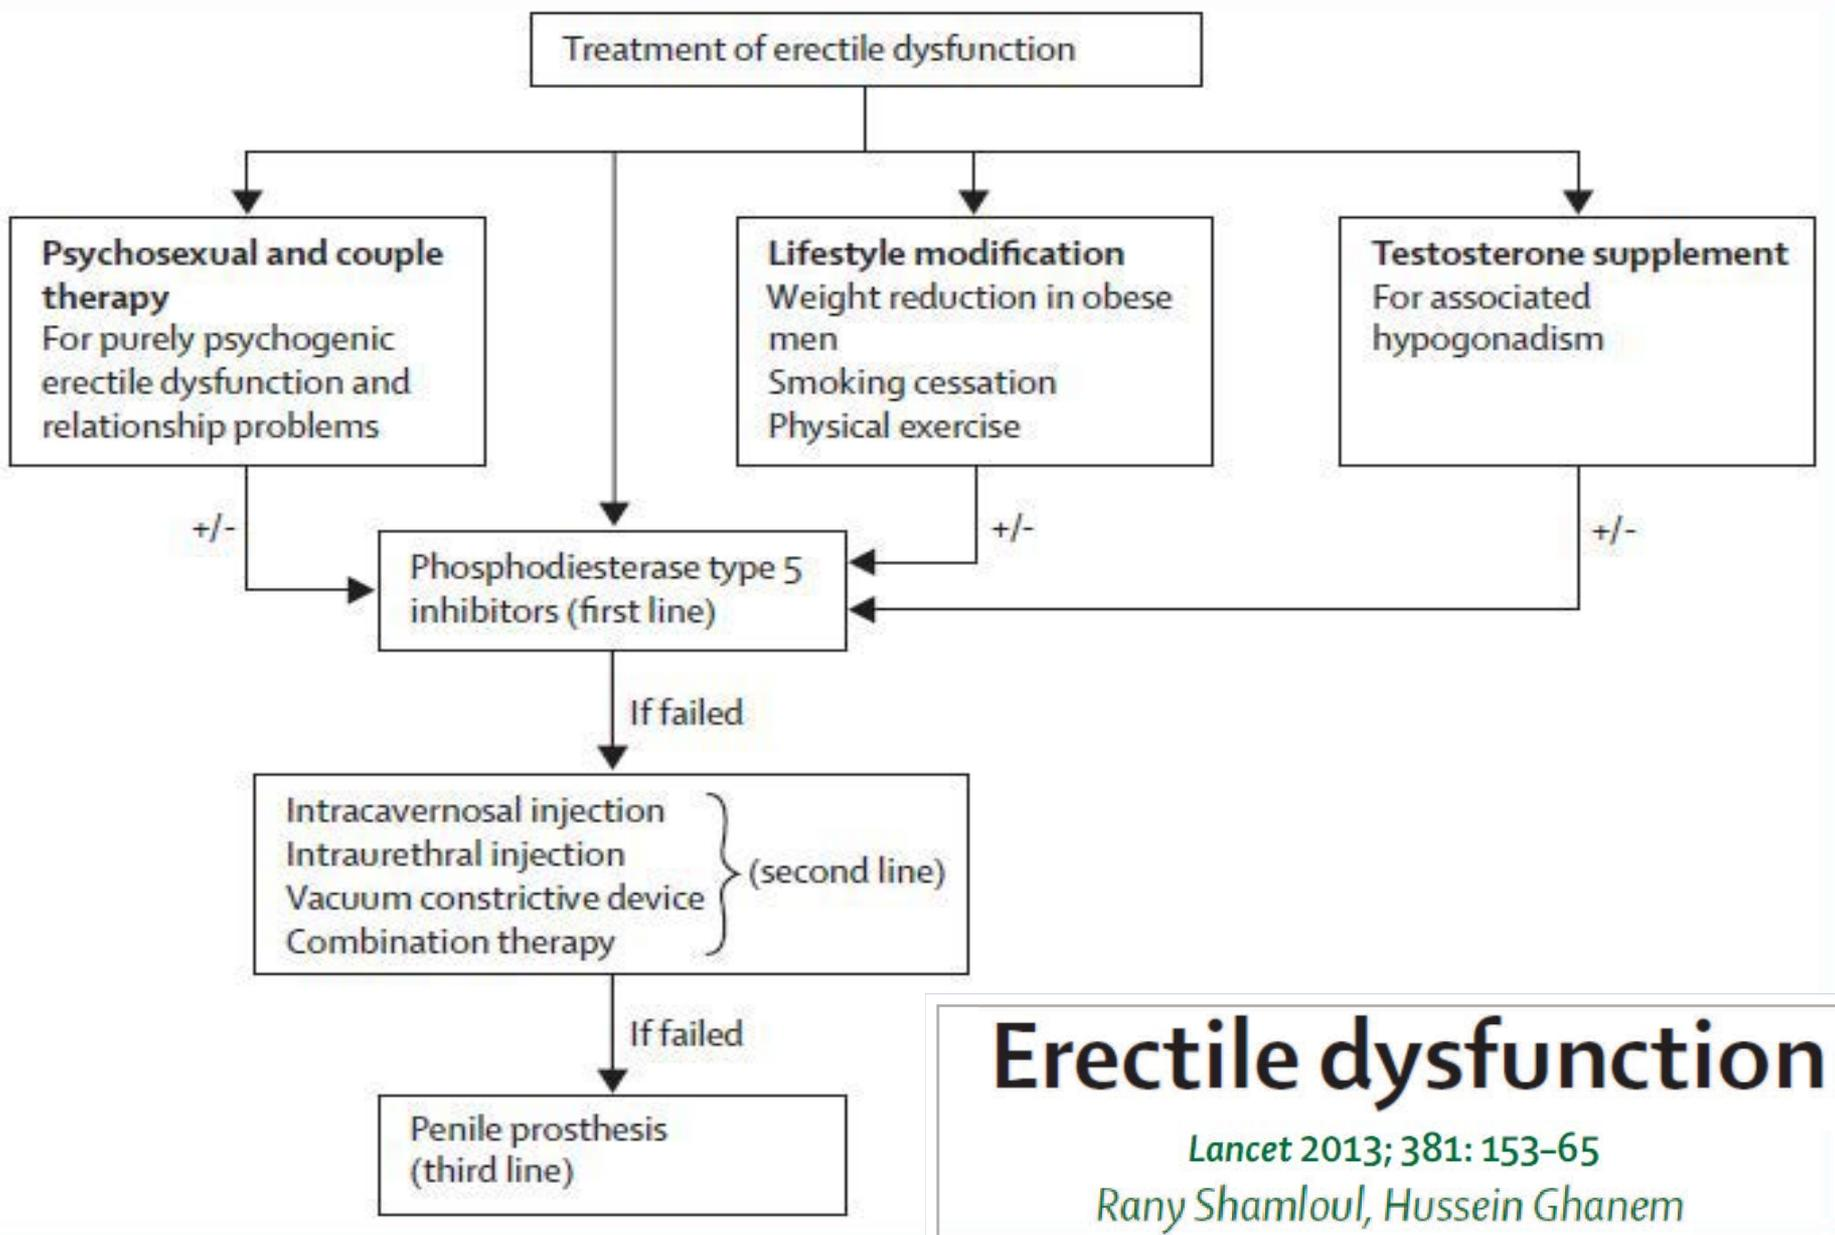 Treatment of erectile dysfunction
Psychosexual and couple
therapy
For purely psychogenic
erectile dysfunction and
relationship problems
Lifestyle modification
Weight reduction in obese
men
Smoking cessation
Physical exercise
Testosterone supplement
For associated
hypogonadism
+/-
+/-
+/-
Phosphodiesterase type 5
inhibitors (first line)
If failed
Intracavernosal injection
Intraurethral injection
Vacuum constrictive device
Combination therapy
(second line)
If failed
Penile prosthesis
(third line)
Erectile dysfunction
Lancet 2013; 381: 153–65
Rany Shamloul, Hussein Ghanem